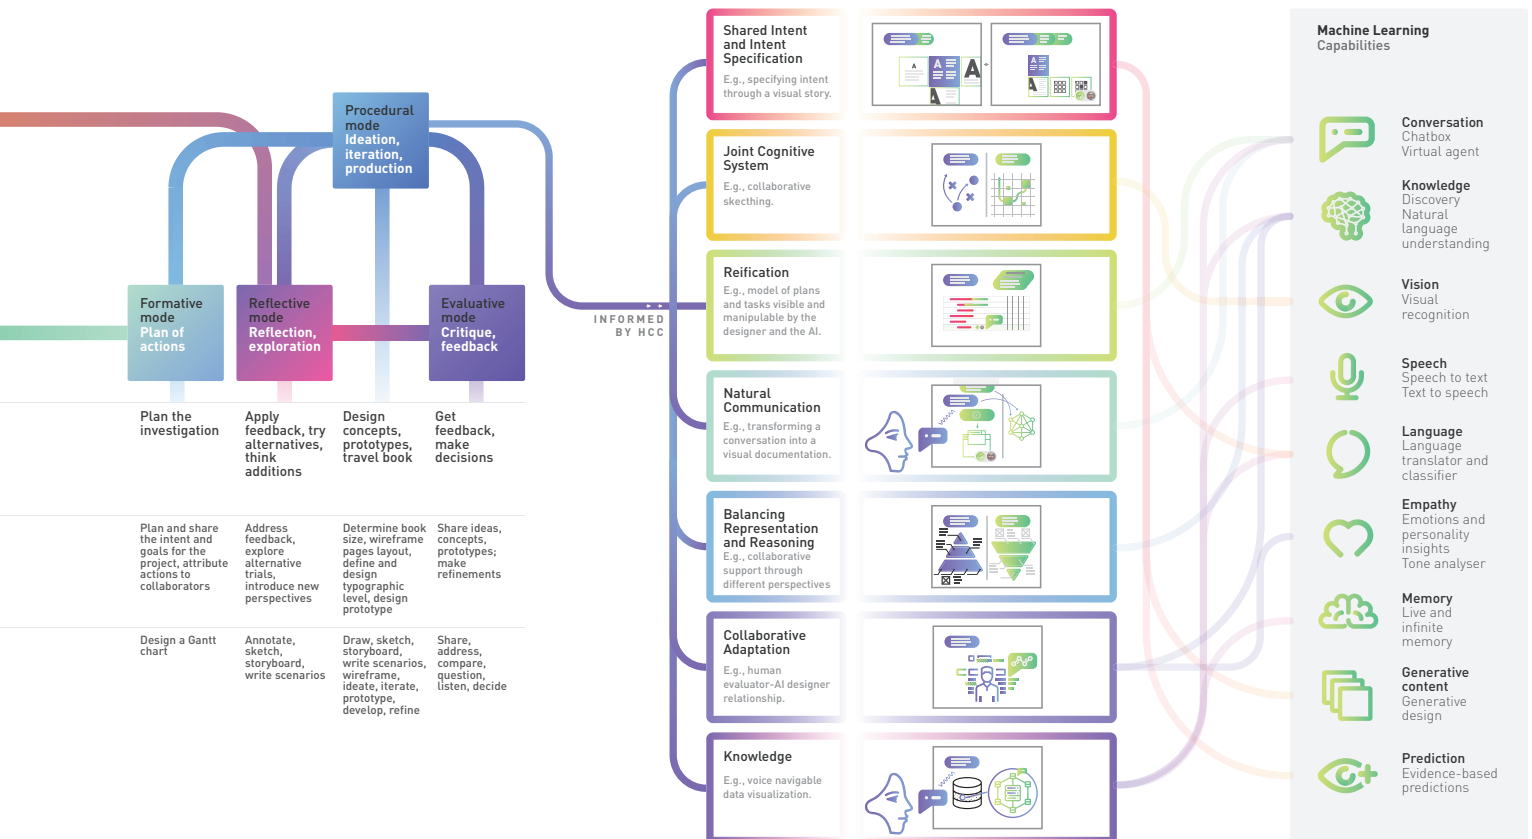 Procedural
mode
Ideation,
iteration,
production
Formative
mode
Plan of
actions
Reflective
mode
Reflection,
exploration
Evaluative
mode
Critique,
feedback
Plan the
investigation
Apply
feedback, try
alternatives,
think
additions
Design
concepts,
prototypes,
travel book
Get
feedback,
make
decisions
Plan and share
the intent and
goals for the
project, attribute
actions to
collaborators
Address
feedback,
explore
alternative
trials,
introduce new
perspectives
Determine book
size, wireframe
pages layout,
define and
design
typographic
level, design
prototype
Share ideas,
concepts,
prototypes;
make
refinements
Design a Gantt
chart
Annotate,
sketch,
storyboard,
write scenarios
Draw, sketch,
storyboard,
write scenarios,
wireframe,
ideate, iterate,
prototype,
develop, refine
Share,
address,
compare,
question,
listen, decide
INFORMED
BY HCC
Shared Intent
and Intent
Specification
E.g., specifying intent
through a visual story.
A
A
A
A
A
A
Joint Cognitive
System
E.g., collaborative
skecthing.
Reification
E.g., model of plans
and tasks visible and
manipulable by the
designer and the AI.
Natural
Communication
E.g., transforming a
conversation into a
visual documentation.
Balancing
Representation
and Reasoning
E.g., collaborative
support through
different perspectives
Collaborative
Adaptation
E.g., human
evaluator-AI designer
relationship.
Knowledge
E.g., voice navigable
data visualization.
Machine Learning
Capabilities
Conversation
Chatbox
Virtual agent
Knowledge
Discovery
Natural
language
understanding
Vision
Visual
recognition
Speech
Speech to text
Text to speech
Language
Language
translator and
classifier
Empathy
Emotions and
personality
insights
Tone analyser
Memory
Live and
infinite
memory
Generative
content
Generative
design
Prediction
Evidence-based
predictions